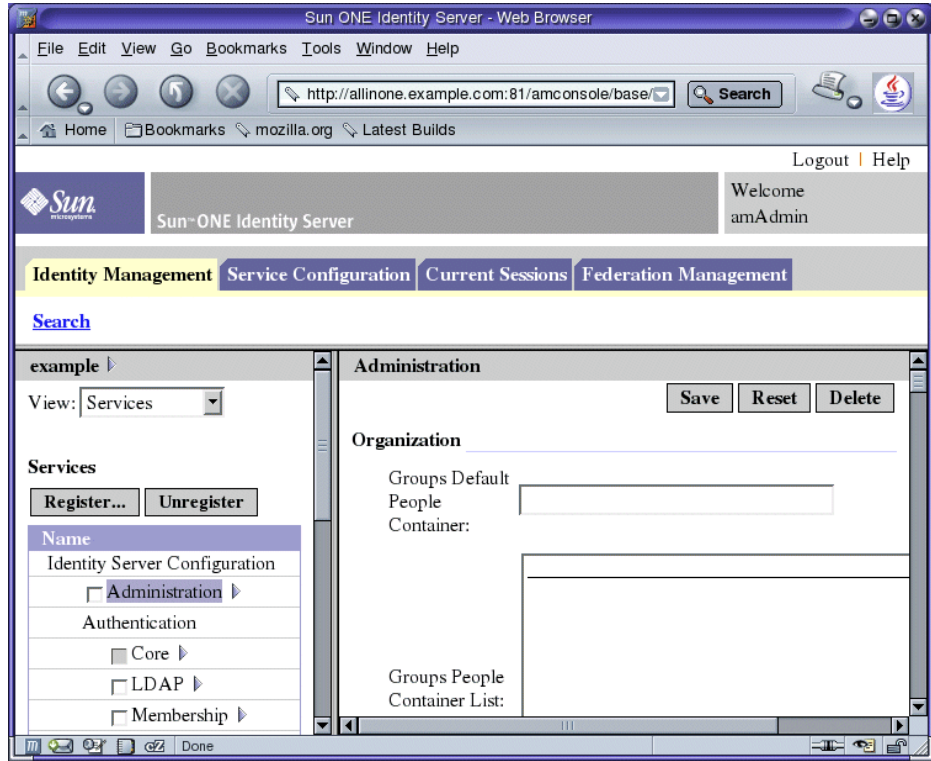 Sun ONE Identity Server - Web Browser
File Edit View Go Bookmarks Tools Window Help
http://allinone.example.com:81/amconsole/base/
Search
Home Bookmarks mozilla.org Latest Builds
Logout | Help
Sun
microsystems
Sun™ ONE Identity Server
Welcome
amAdmin
Identity Management Service Configuration Current Sessions Federation Management
Search
example
View: Services
Services
Register... Unregister
Name
Identity Server Configuration
Administration
Authentication
Core
LDAP
Membership
Administration
Save Reset Delete
Organization
Groups Default
People
Container:
Groups People
Container List:
Done